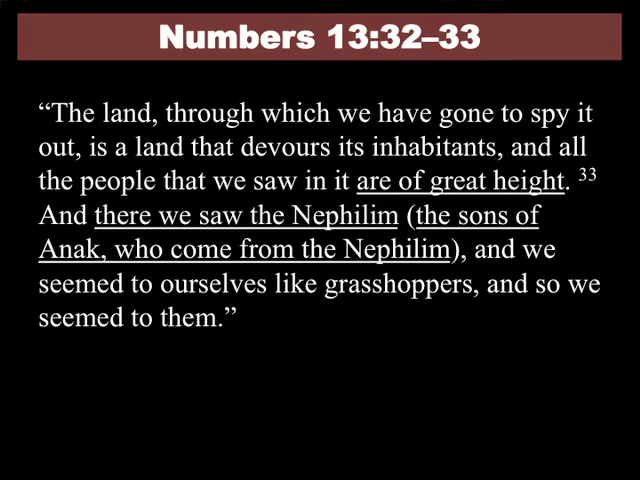 Numbers 13:32–33
“The land, through which we have gone to spy it
out, is a land that devours its inhabitants, and all
the people that we saw in it are of great height. 33
And there we saw the Nephilim (the sons of
Anak, who come from the Nephilim), and we
seemed to ourselves like grasshoppers, and so we
seemed to them.”